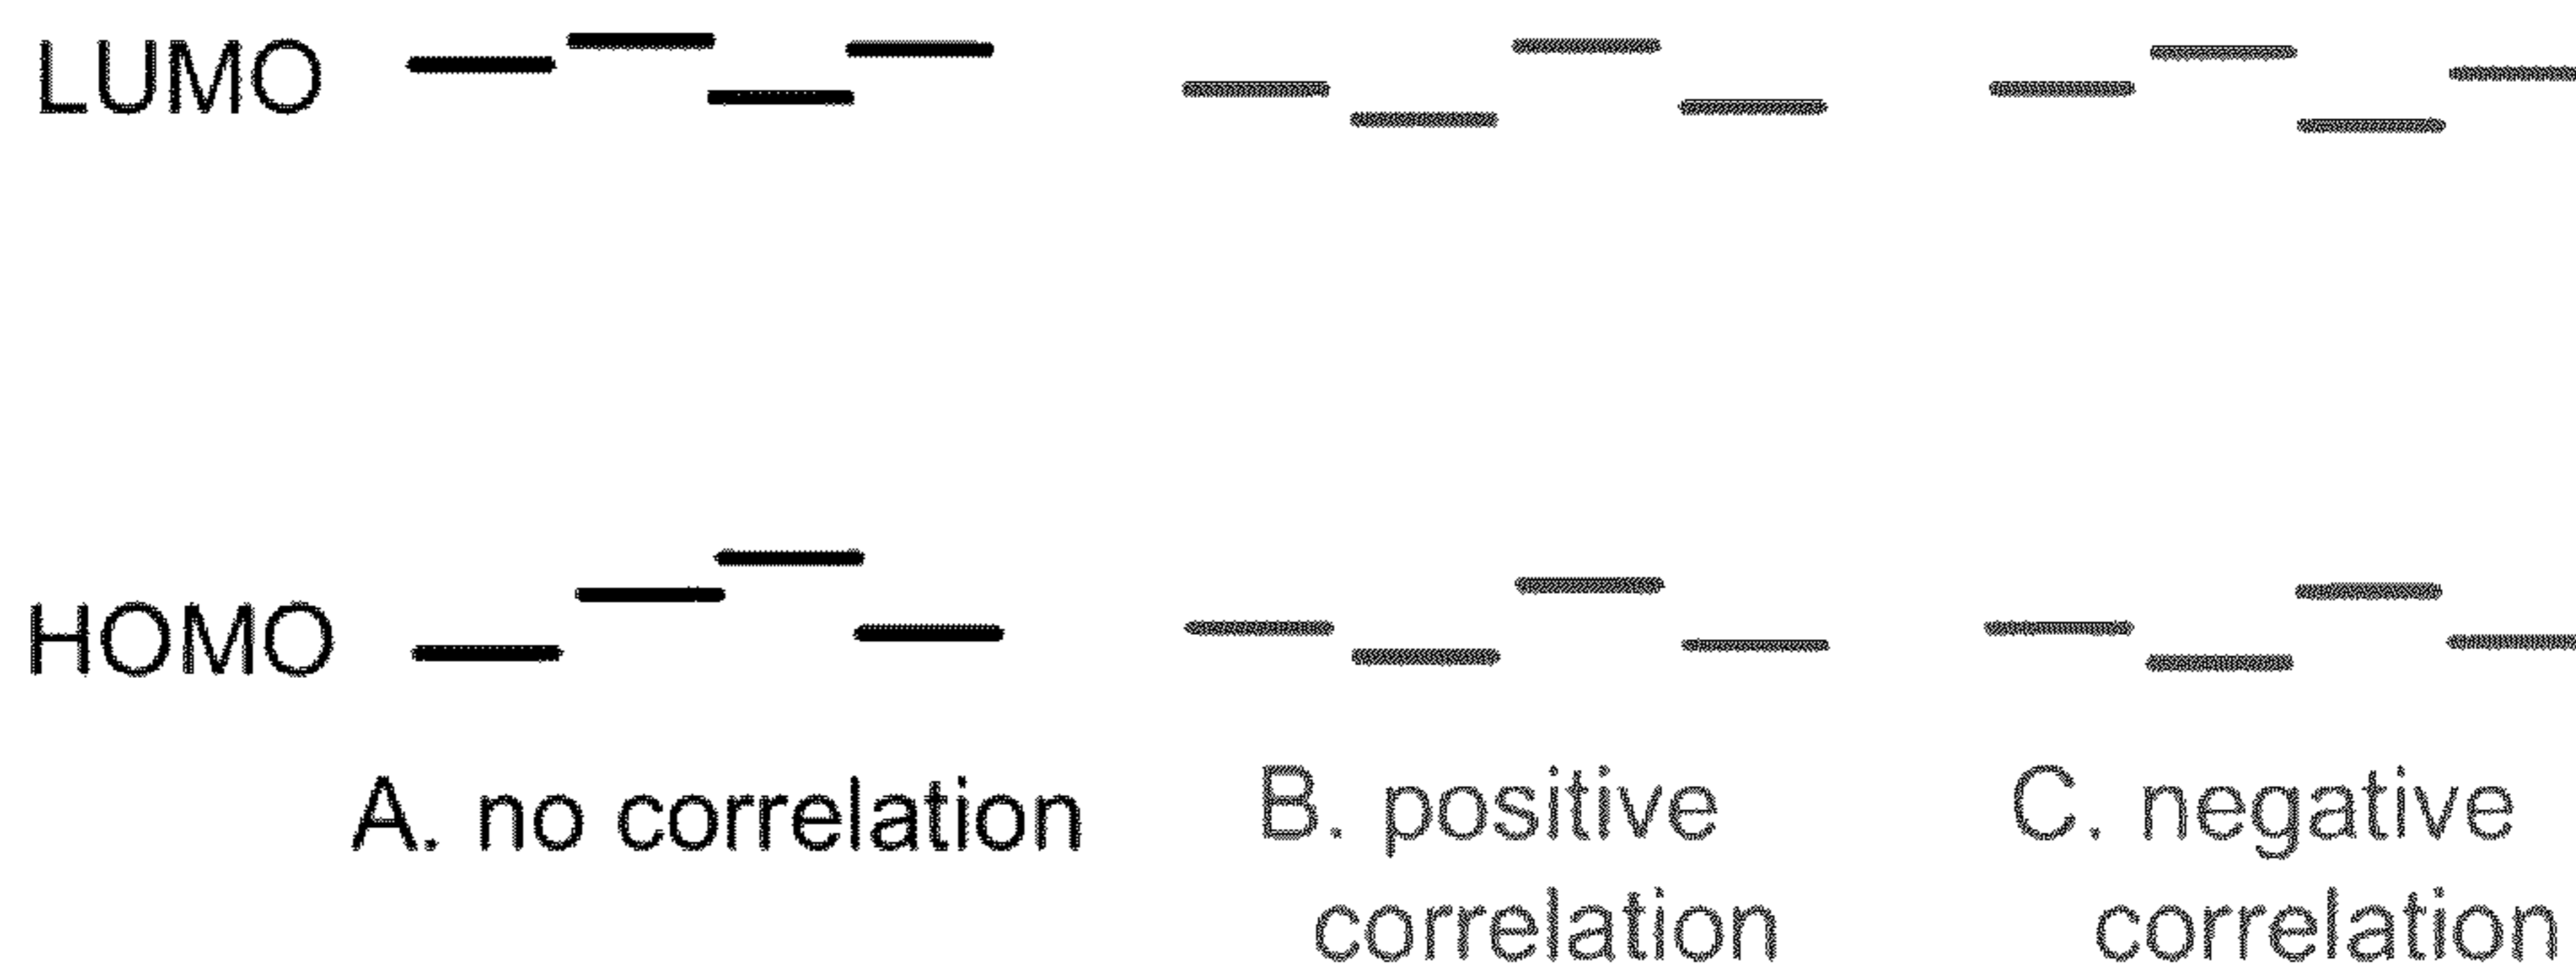 LUMO
HOMO
A. no correlation
B. positive
correlation
C. negative
correlation